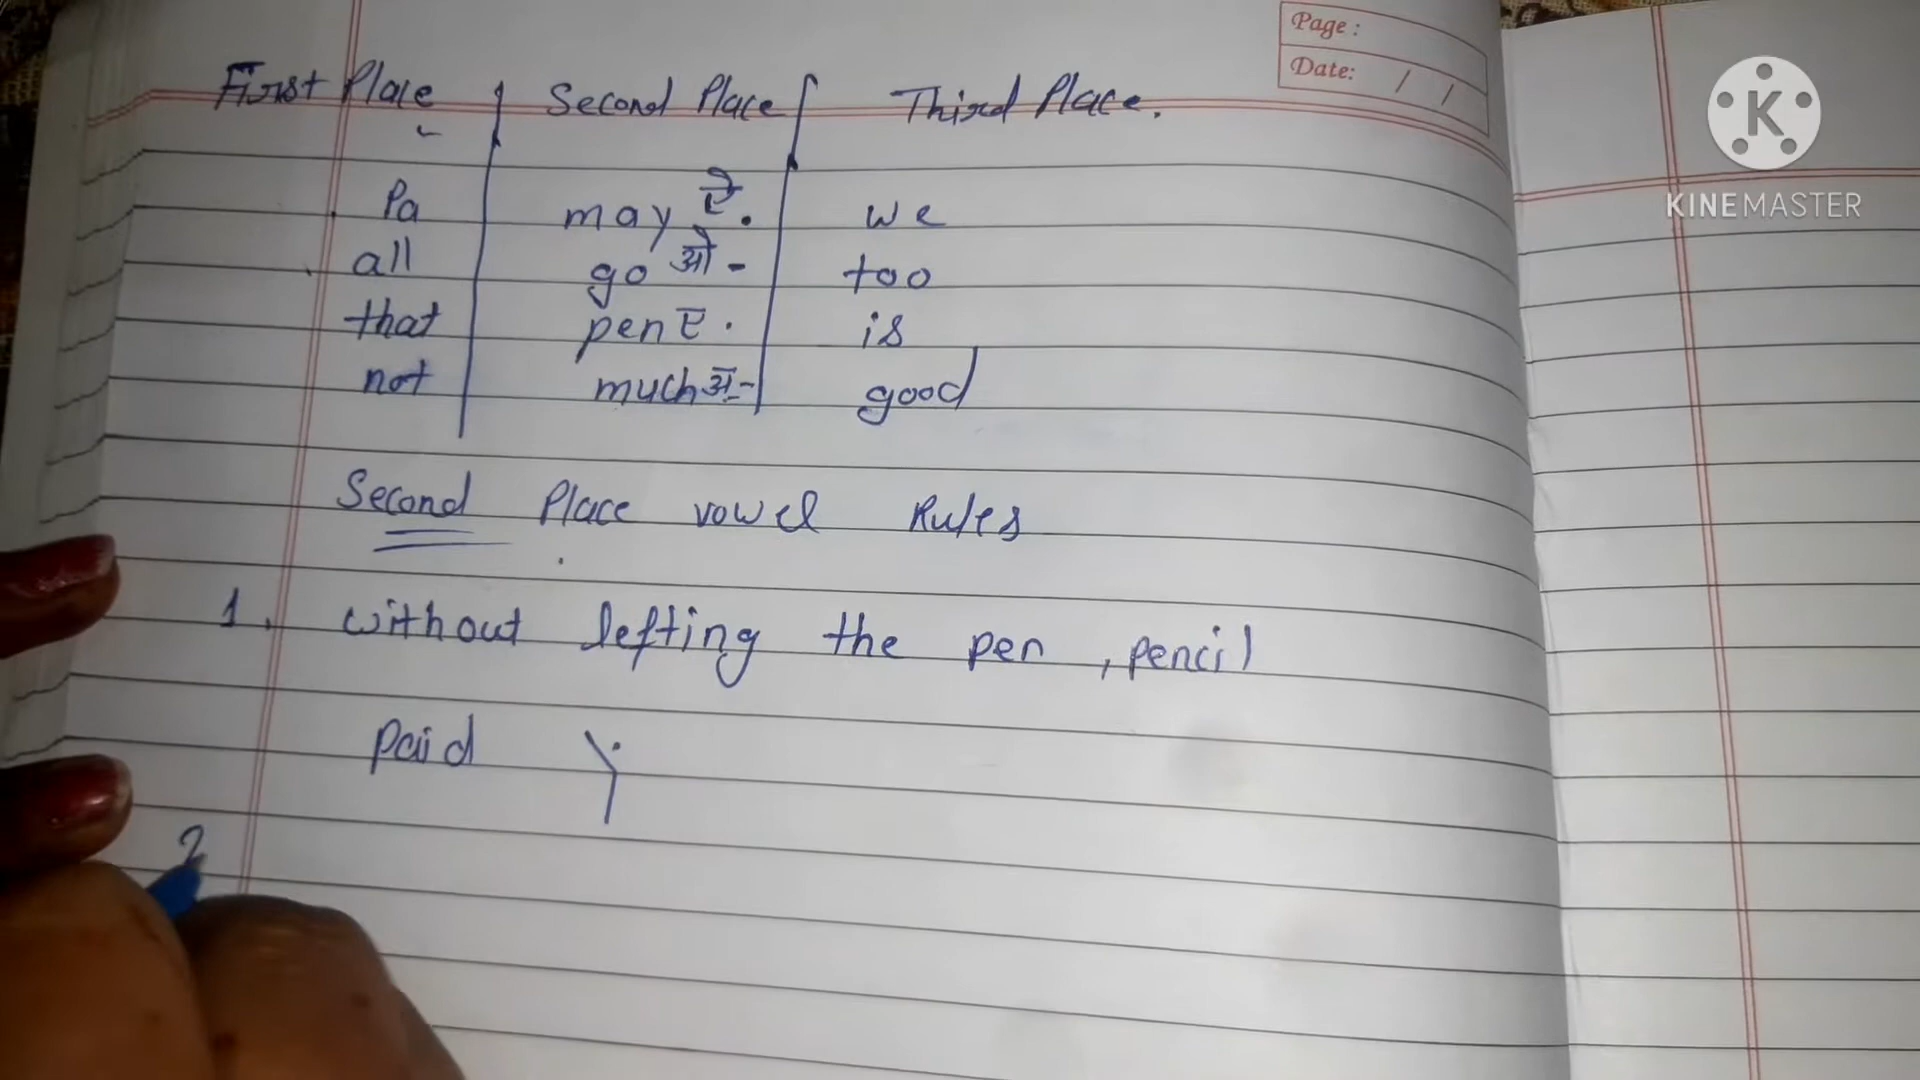 Page :
Date: / /
KINEMASTER
First Place Second Place Third Place.
Pa may ऐ . we
all go ओ - too
that pen ए . is
not much अ - good
Second Place vowel Rules
1. without lefting the pen , pencil
paid
2